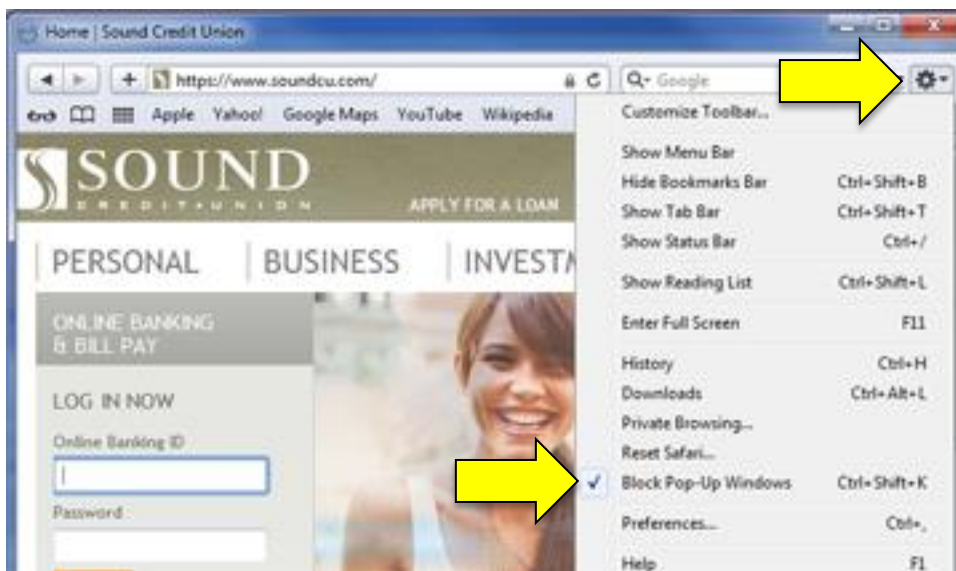 Home | Sound Credit Union
https://www.soundcu.com/
Google
Apple Yahoo! Google Maps YouTube Wikipedia
SOUND
CREDIT UNION
APPLY FOR A LOAN
PERSONAL BUSINESS INVESTM
ONLINE BANKING
& BILL PAY
LOG IN NOW
Online Banking ID
Password
Customize Toolbar...
Show Menu Bar
Hide Bookmarks Bar Ctrl+Shift+B
Show Tab Bar Ctrl+Shift+T
Show Status Bar Ctrl+/
Show Reading List Ctrl+Shift+L
Enter Full Screen F11
History Ctrl+H
Downloads Ctrl+Alt+L
Private Browsing...
Reset Safari...
Block Pop-Up Windows Ctrl+Shift+K
Preferences... Ctrl+,
Help F1